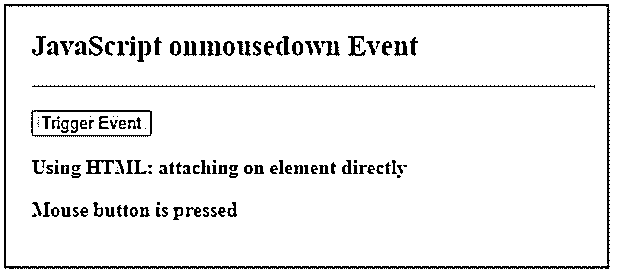 JavaScript onmousedown Event
Trigger Event
Using HTML: attaching on element directly
Mouse button is pressed